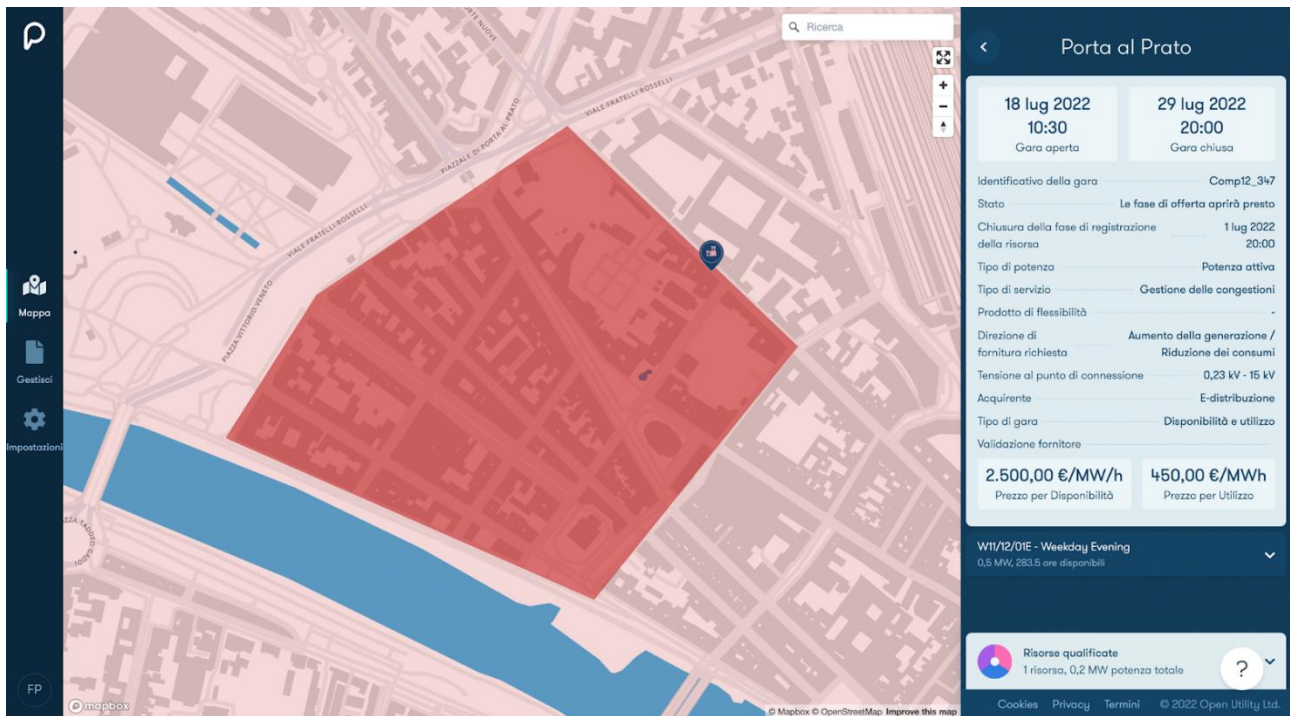 Mappa
Gestisci
Impostazioni
FP
Ricerca
+
-
VIALE FRATELLI ROSSELLI
PIAZZALE DI PORTA AL PRATO
VIALE FRATELLI ROSSELLI
PIAZZA VITTORIO VENETO
mapbox
© Mapbox © OpenStreetMap Improve this map
Porta al Prato
18 lug 2022
10:30
Gara aperta
29 lug 2022
20:00
Gara chiusa
Identificativo della gara Comp12_347
Stato Le fase di offerta aprirà presto
Chiusura della fase di registrazione 1 lug 2022
della risorsa 20:00
Tipo di potenza Potenza attiva
Tipo di servizio Gestione delle congestioni
Prodotto di flessibilità -
Direzione di Aumento della generazione /
fornitura richiesta Riduzione dei consumi
Tensione al punto di connessione 0,23 kV - 15 kV
Acquirente E-distribuzione
Tipo di gara Disponibilità e utilizzo
Validazione fornitore
2.500,00 €/MW/h
Prezzo per Disponibilità
450,00 €/MWh
Prezzo per Utilizzo
W11/12/01E - Weekday Evening
0,5 MW, 283.5 ore disponibili
Risorse qualificate
1 risorsa, 0,2 MW potenza totale
?
Cookies Privacy Termini © 2022 Open Utility Ltd.